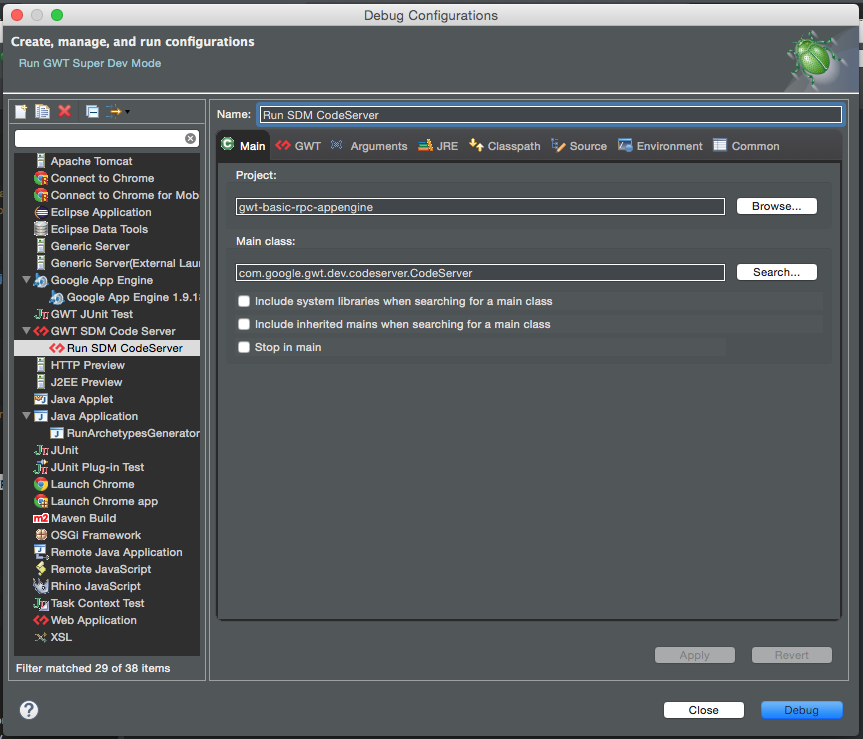 Debug Configurations
Create, manage, and run configurations
Run GWT Super Dev Mode
Name: Run SDM CodeServer
Main GWT Arguments JRE Classpath Source Environment Common
Project:
gwt-basic-rpc-appengine
Browse...
Main class:
com.google.gwt.dev.codeserver.CodeServer
Search...
Include system libraries when searching for a main class
Include inherited mains when searching for a main class
Stop in main
Apache Tomcat
Connect to Chrome
Connect to Chrome for Mob
Eclipse Application
Eclipse Data Tools
Generic Server
Generic Server(External Lau
Google App Engine
Google App Engine 1.9.18
GWT JUnit Test
GWT SDM Code Server
Run SDM CodeServer
HTTP Preview
J2EE Preview
Java Applet
Java Application
RunArchetypesGenerator
JUnit
JUnit Plug-in Test
Launch Chrome
Launch Chrome app
m2 Maven Build
OSGi Framework
Remote Java Application
Remote JavaScript
Rhino JavaScript
Task Context Test
Web Application
XSL
Filter matched 29 of 38 items
Apply
Revert
?
Close
Debug